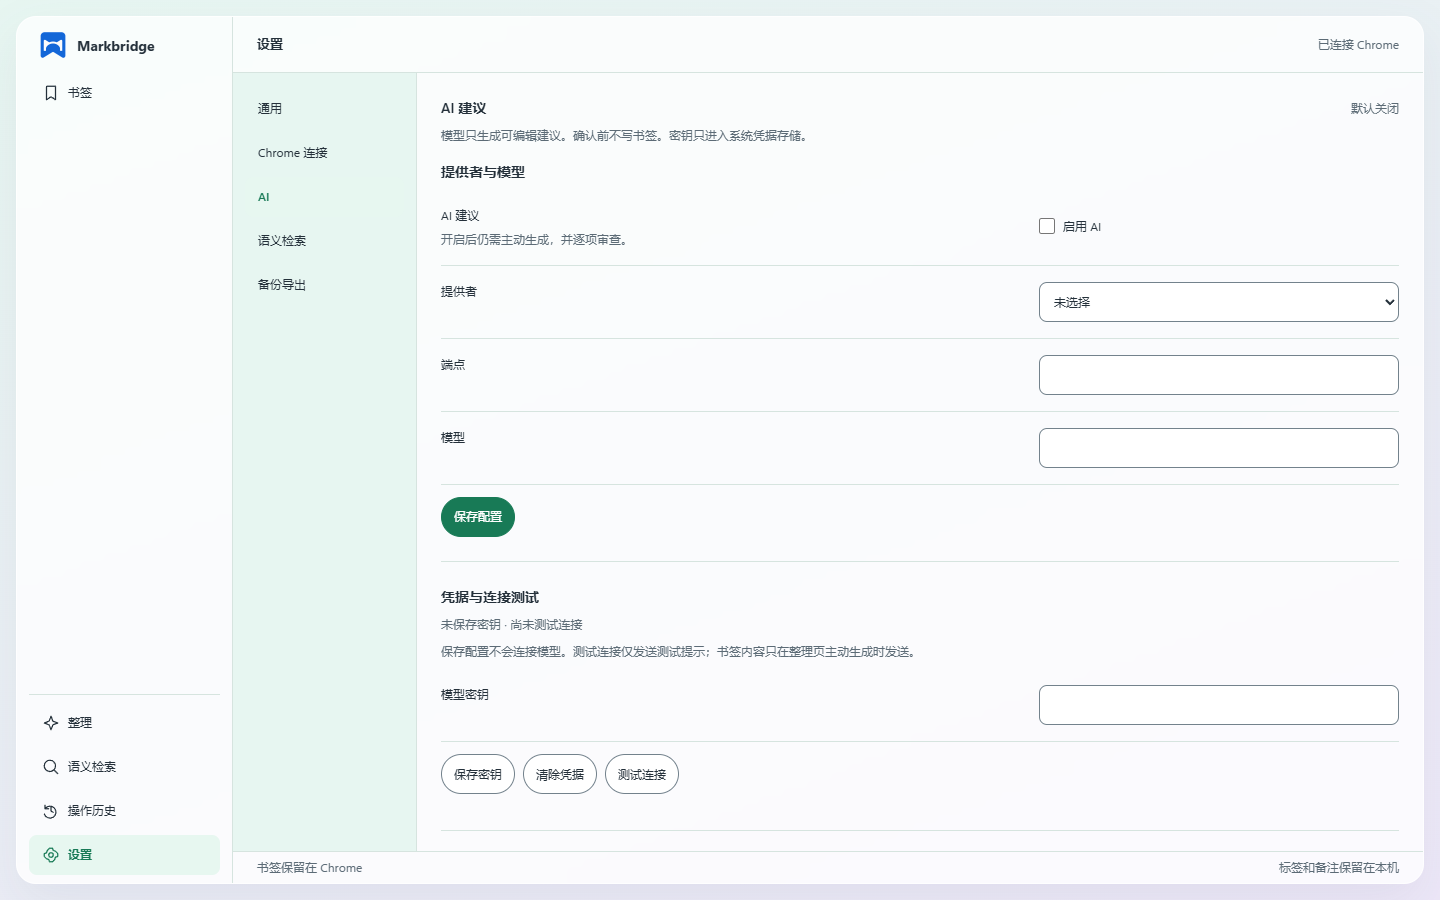 Markbridge
书签
整理
语义检索
操作历史
设置
设置
已连接 Chrome
通用
Chrome 连接
AI
语义检索
备份导出
AI 建议
默认关闭
模型只生成可编辑建议。确认前不写书签。密钥只进入系统凭据存储。
提供者与模型
AI 建议
开启后仍需主动生成，并逐项审查。
启用 AI
提供者
未选择
端点
模型
保存配置
凭据与连接测试
未保存密钥 · 尚未测试连接
保存配置不会连接模型。测试连接仅发送测试提示；书签内容只在整理页主动生成时发送。
模型密钥
保存密钥
清除凭据
测试连接
书签保留在 Chrome
标签和备注保留在本机